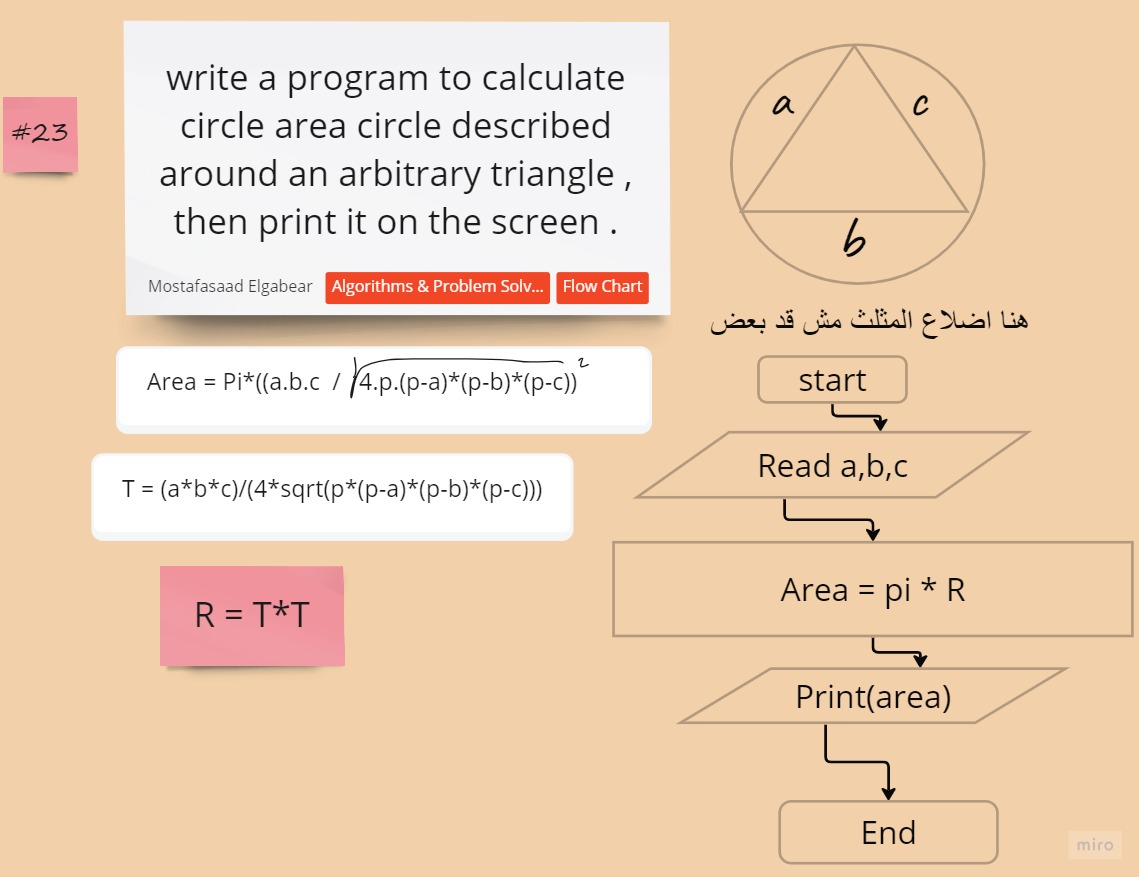 #23
write a program to calculate
circle area circle described
around an arbitrary triangle ,
then print it on the screen .
Mostafasaad Elgabear
Algorithms & Problem Solv...
Flow Chart
a
c
b
هنا اضلاع المثلث مش قد بعض
Area = Pi*((a.b.c / √4.p.(p-a)*(p-b)*(p-c))²
T = (a*b*c)/(4*sqrt(p*(p-a)*(p-b)*(p-c)))
R = T*T
start
Read a,b,c
Area = pi * R
Print(area)
End
miro